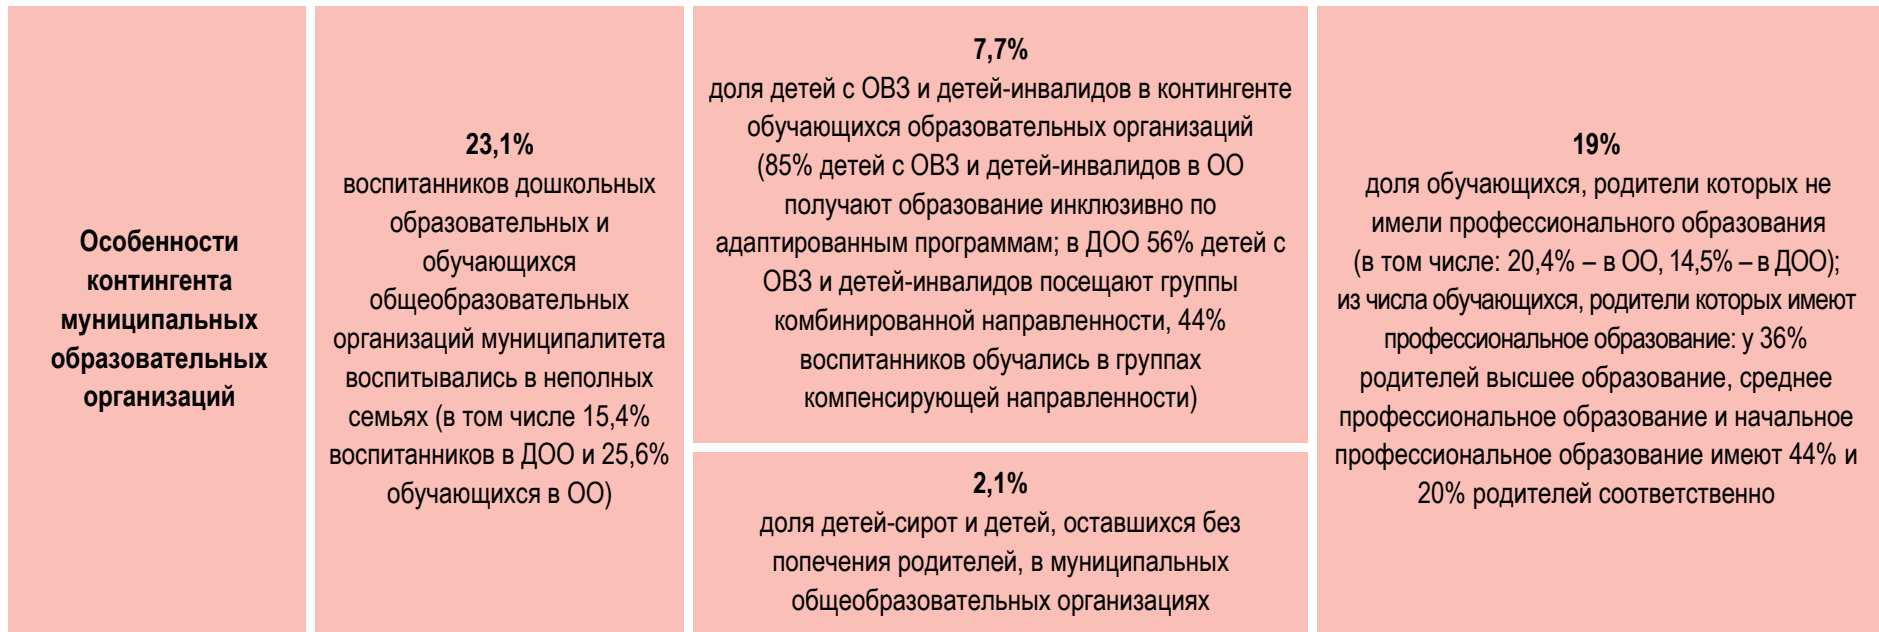 Особенности
контингента
муниципальных
образовательных
организаций
23,1%
воспитанников дошкольных
образовательных и
обучающихся
общеобразовательных
организаций муниципалитета
воспитывались в неполных
семьях (в том числе 15,4%
воспитанников в ДОО и 25,6%
обучающихся в ОО)
7,7%
доля детей с ОВЗ и детей-инвалидов в контингенте
обучающихся образовательных организаций
(85% детей с ОВЗ и детей-инвалидов в ОО
получают образование инклюзивно по
адаптированным программам; в ДОО 56% детей с
ОВЗ и детей-инвалидов посещают группы
комбинированной направленности, 44%
воспитанников обучались в группах
компенсирующей направленности)
2,1%
доля детей-сирот и детей, оставшихся без
попечения родителей, в муниципальных
общеобразовательных организациях
19%
доля обучающихся, родители которых не
имели профессионального образования
(в том числе: 20,4% – в ОО, 14,5% – в ДОО);
из числа обучающихся, родители которых имеют
профессиональное образование: у 36%
родителей высшее образование, среднее
профессиональное образование и начальное
профессиональное образование имеют 44% и
20% родителей соответственно